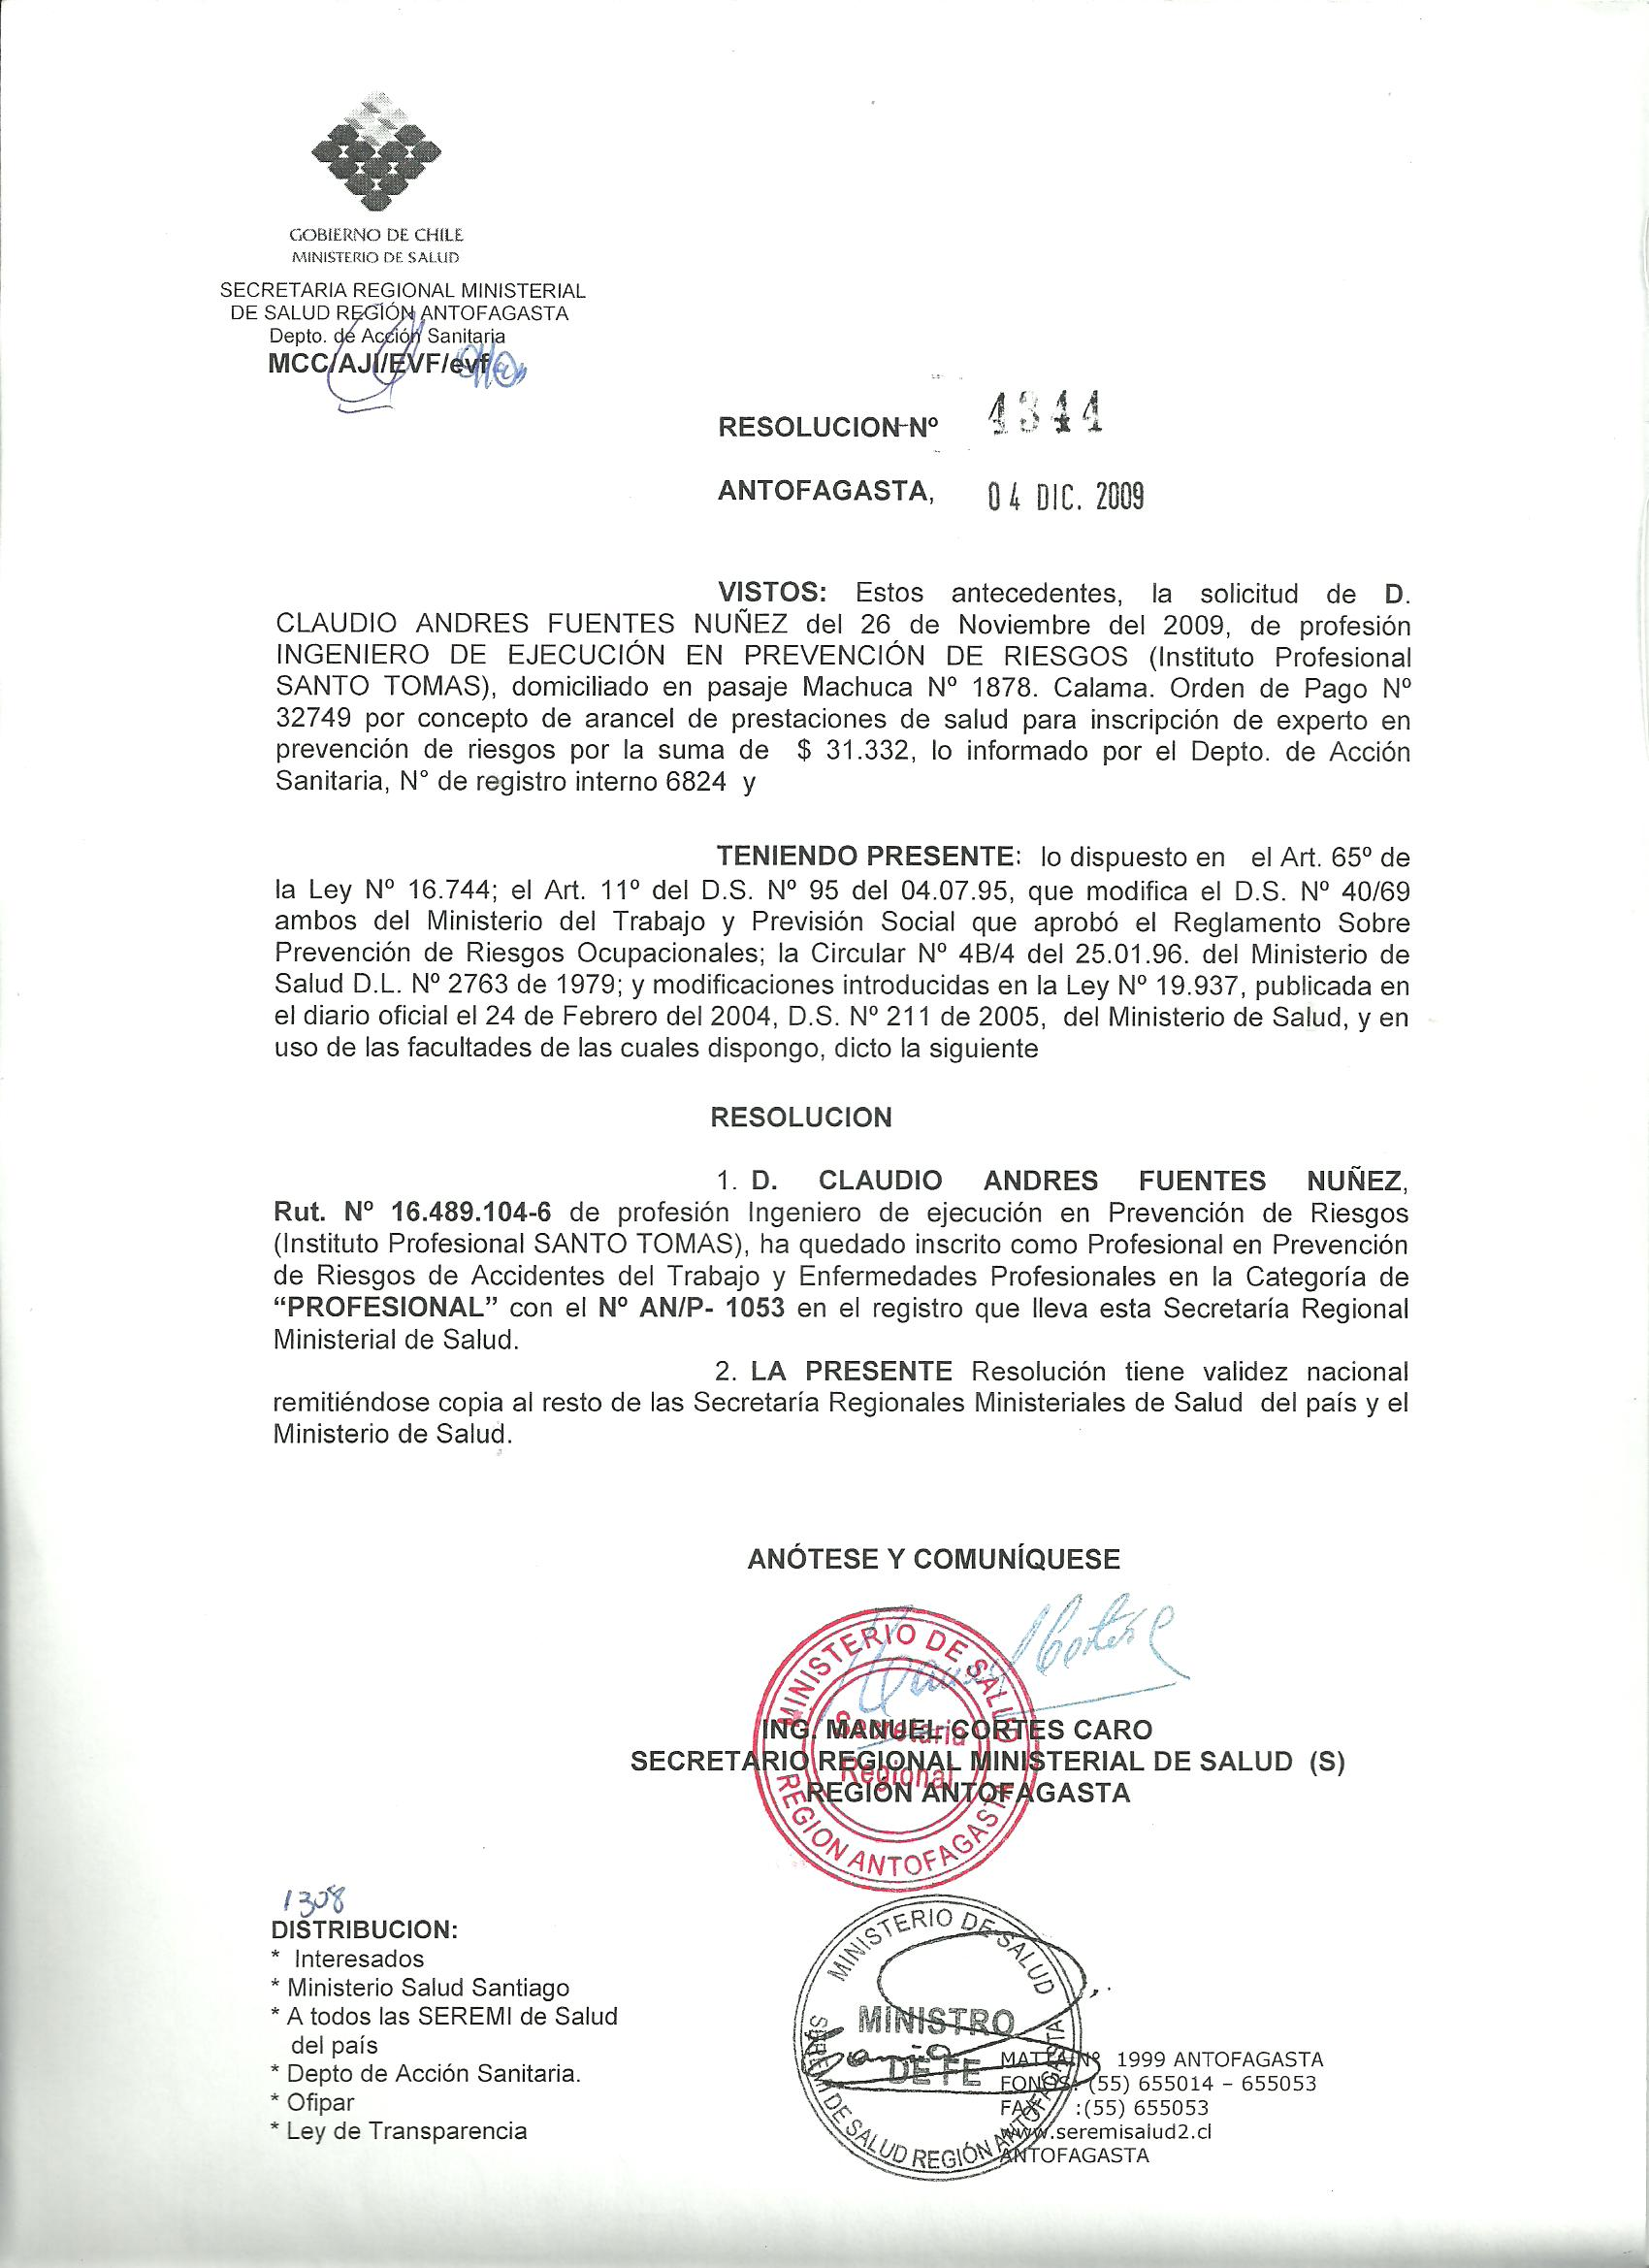 GOBIERNO DE CHILE
MINISTERIO DE SALUD
SECRETARIA REGIONAL MINISTERIAL
DE SALUD REGIÓN ANTOFAGASTA
Depto. de Acción Sanitaria
MCC/AJI/EVF/evf
RESOLUCION Nº 4344
ANTOFAGASTA, 04 DIC. 2009
VISTOS: Estos antecedentes, la solicitud de D.
CLAUDIO ANDRES FUENTES NUÑEZ del 26 de Noviembre del 2009, de profesión
INGENIERO DE EJECUCIÓN EN PREVENCIÓN DE RIESGOS (Instituto Profesional
SANTO TOMAS), domiciliado en pasaje Machuca Nº 1878. Calama. Orden de Pago Nº
32749 por concepto de arancel de prestaciones de salud para inscripción de experto en
prevención de riesgos por la suma de $ 31.332, lo informado por el Depto. de Acción
Sanitaria, N° de registro interno 6824 y
TENIENDO PRESENTE: lo dispuesto en el Art. 65º de
la Ley Nº 16.744; el Art. 11º del D.S. Nº 95 del 04.07.95, que modifica el D.S. Nº 40/69
ambos del Ministerio del Trabajo y Previsión Social que aprobó el Reglamento Sobre
Prevención de Riesgos Ocupacionales; la Circular Nº 4B/4 del 25.01.96. del Ministerio de
Salud D.L. Nº 2763 de 1979; y modificaciones introducidas en la Ley Nº 19.937, publicada en
el diario oficial el 24 de Febrero del 2004, D.S. Nº 211 de 2005, del Ministerio de Salud, y en
uso de las facultades de las cuales dispongo, dicto la siguiente
RESOLUCION
1. D. CLAUDIO ANDRES FUENTES NUÑEZ,
Rut. Nº 16.489.104-6 de profesión Ingeniero de ejecución en Prevención de Riesgos
(Instituto Profesional SANTO TOMAS), ha quedado inscrito como Profesional en Prevención
de Riesgos de Accidentes del Trabajo y Enfermedades Profesionales en la Categoría de
“PROFESIONAL” con el Nº AN/P- 1053 en el registro que lleva esta Secretaría Regional
Ministerial de Salud.
2. LA PRESENTE Resolución tiene validez nacional
remitiéndose copia al resto de las Secretaría Regionales Ministeriales de Salud del país y el
Ministerio de Salud.
ANÓTESE Y COMUNÍQUESE
MINISTERIO DE SALUD
Secretaria
Regional
REGION ANTOFAGASTA
ING. MANUEL CORTES CARO
SECRETARIO REGIONAL MINISTERIAL DE SALUD (S)
REGIÓN ANTOFAGASTA
1308
DISTRIBUCION:
* Interesados
* Ministerio Salud Santiago
* A todos las SEREMI de Salud
del país
* Depto de Acción Sanitaria.
* Ofipar
* Ley de Transparencia
MINISTERIO DE SALUD
MINISTRO
DE FE
SEREMI DE SALUD REGIÓN ANTOFAGASTA
MATTA Nº 1999 ANTOFAGASTA
FONOS: (55) 655014 – 655053
FAX :(55) 655053
www.seremisalud2.cl
ANTOFAGASTA